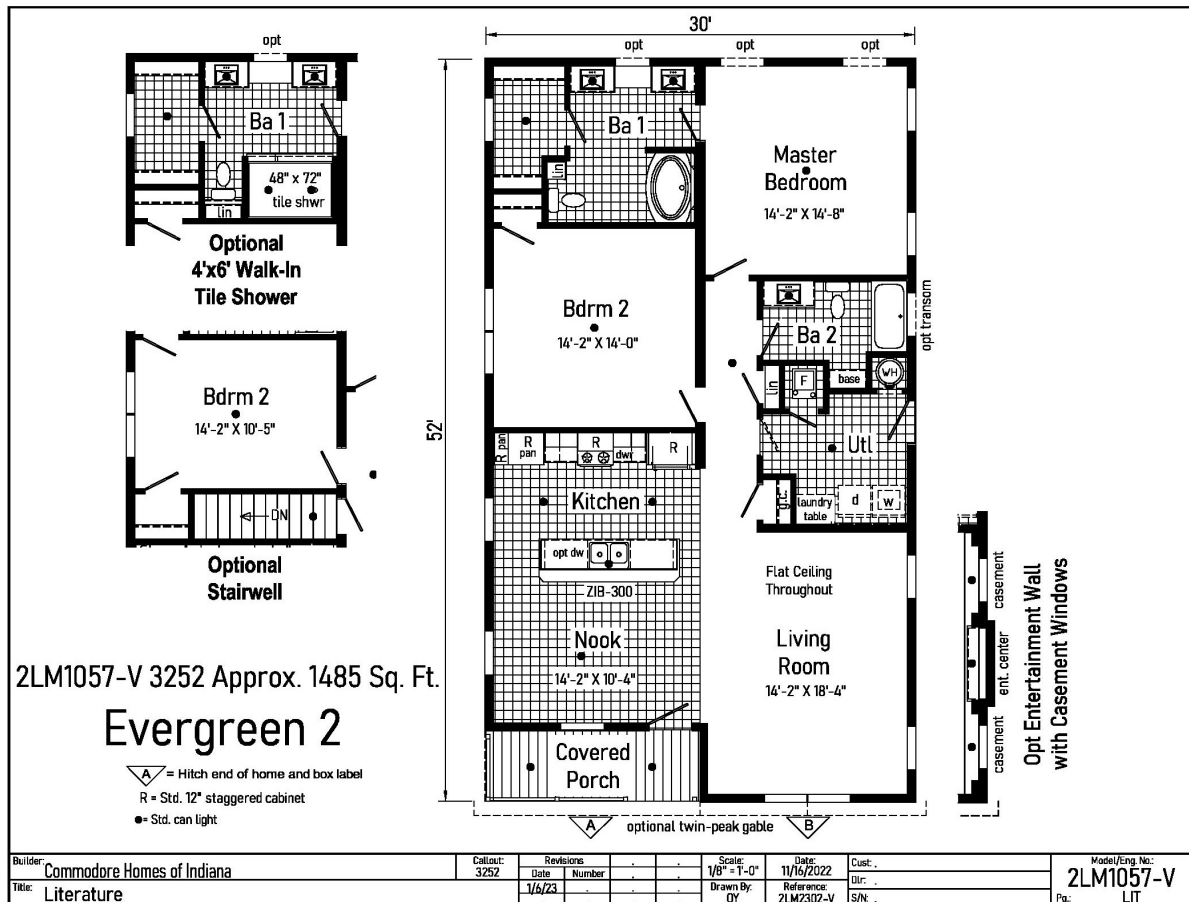 opt
Ba 1
48" x 72"
tile shwr
lin
Optional
4'x6' Walk-In
Tile Shower
Bdrm 2
14'-2" X 10'-5"
DN
Optional
Stairwell
2LM1057-V 3252 Approx. 1485 Sq. Ft.
Evergreen 2
A = Hitch end of home and box label
R = Std. 12" staggered cabinet
●= Std. can light
30'
opt
opt
opt
52'
Ba 1
lin
Master
Bedroom
14'-2" X 14'-8"
Bdrm 2
14'-2" X 14'-0"
Ba 2
opt transom
lin
F
base
WH
Utl
R pan
R
pan
R
dwr
R
Kitchen
g.c.
laundry
table
d
w
opt dw
ZIB-300
Flat Ceiling
Throughout
Nook
14'-2" X 10'-4"
Living
Room
14'-2" X 18'-4"
Covered
Porch
A
optional twin-peak gable
B
casement
ent. center
casement
Opt Entertainment Wall
with Casement Windows
Builder: Commodore Homes of Indiana
Title: Literature
Callout:
3252
Revisions
Date Number
1/6/23
Scale:
1/8" = 1'-0"
Date:
11/16/2022
Drawn By:
OY
Reference:
2LM2302-V
Cust: .
Dlr: .
S/N: .
Model/Eng. No.:
2LM1057-V
Pg.: LIT